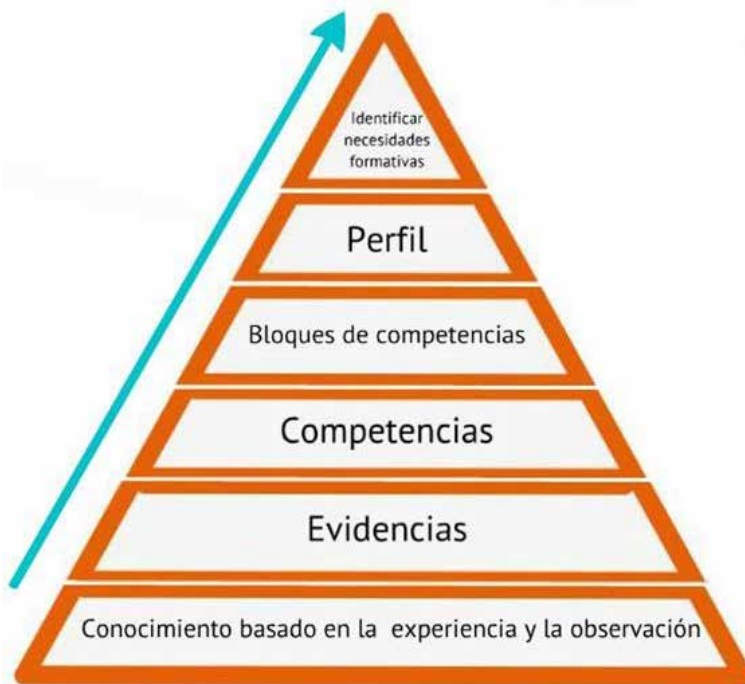 Identificar
necesidades
formativas
Perfil
Bloques de competencias
Competencias
Evidencias
Conocimiento basado en la experiencia y la observación